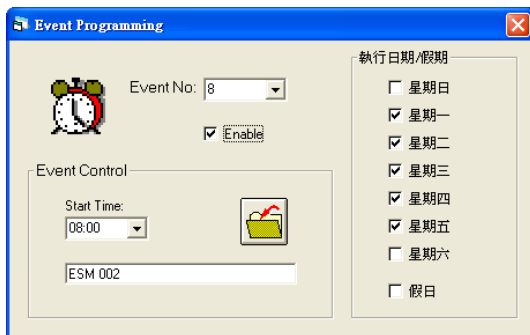 Event Programming
Event No: 8
Enable
Event Control
Start Time:
08:00
ESM 002
執行日期/假期
星期日
星期一
星期二
星期三
星期四
星期五
星期六
假日